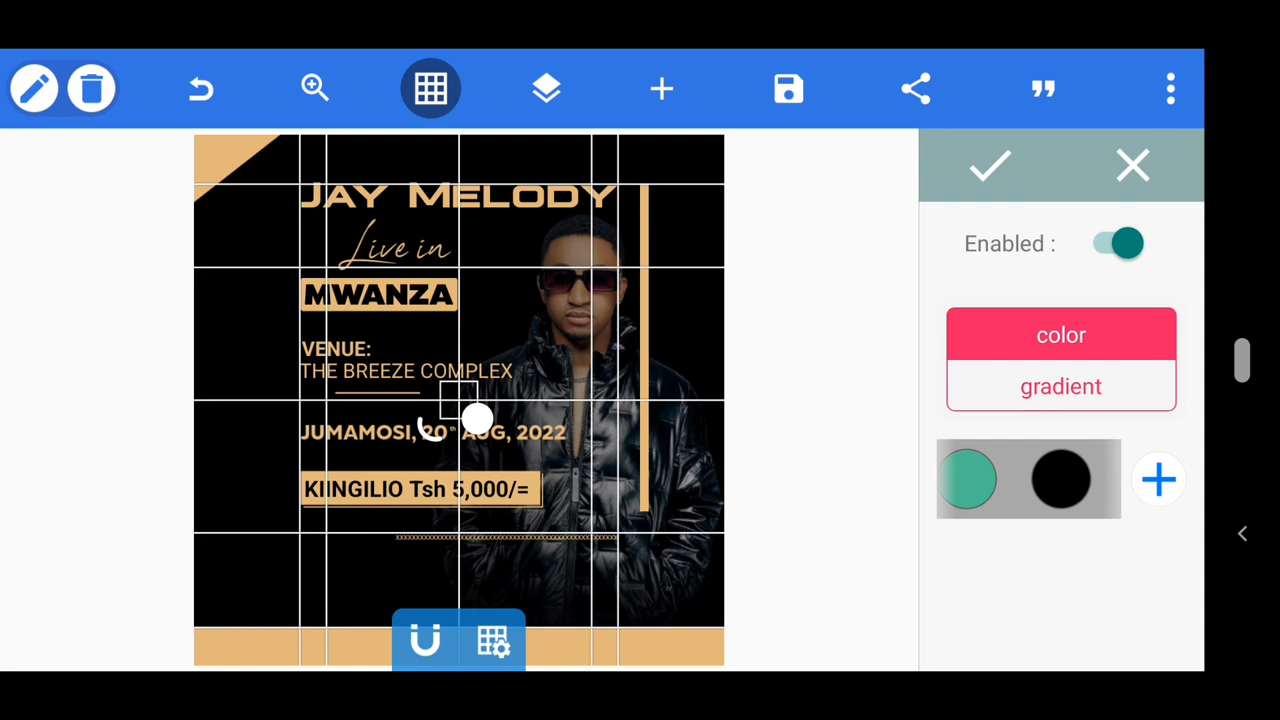 JAY MELODY
Live in
MWANZA
VENUE:
THE BREEZE COMPLEX
JUMAMOSI, 20th AUG, 2022
KIINGILIO Tsh 5,000/=
Enabled :
color
gradient